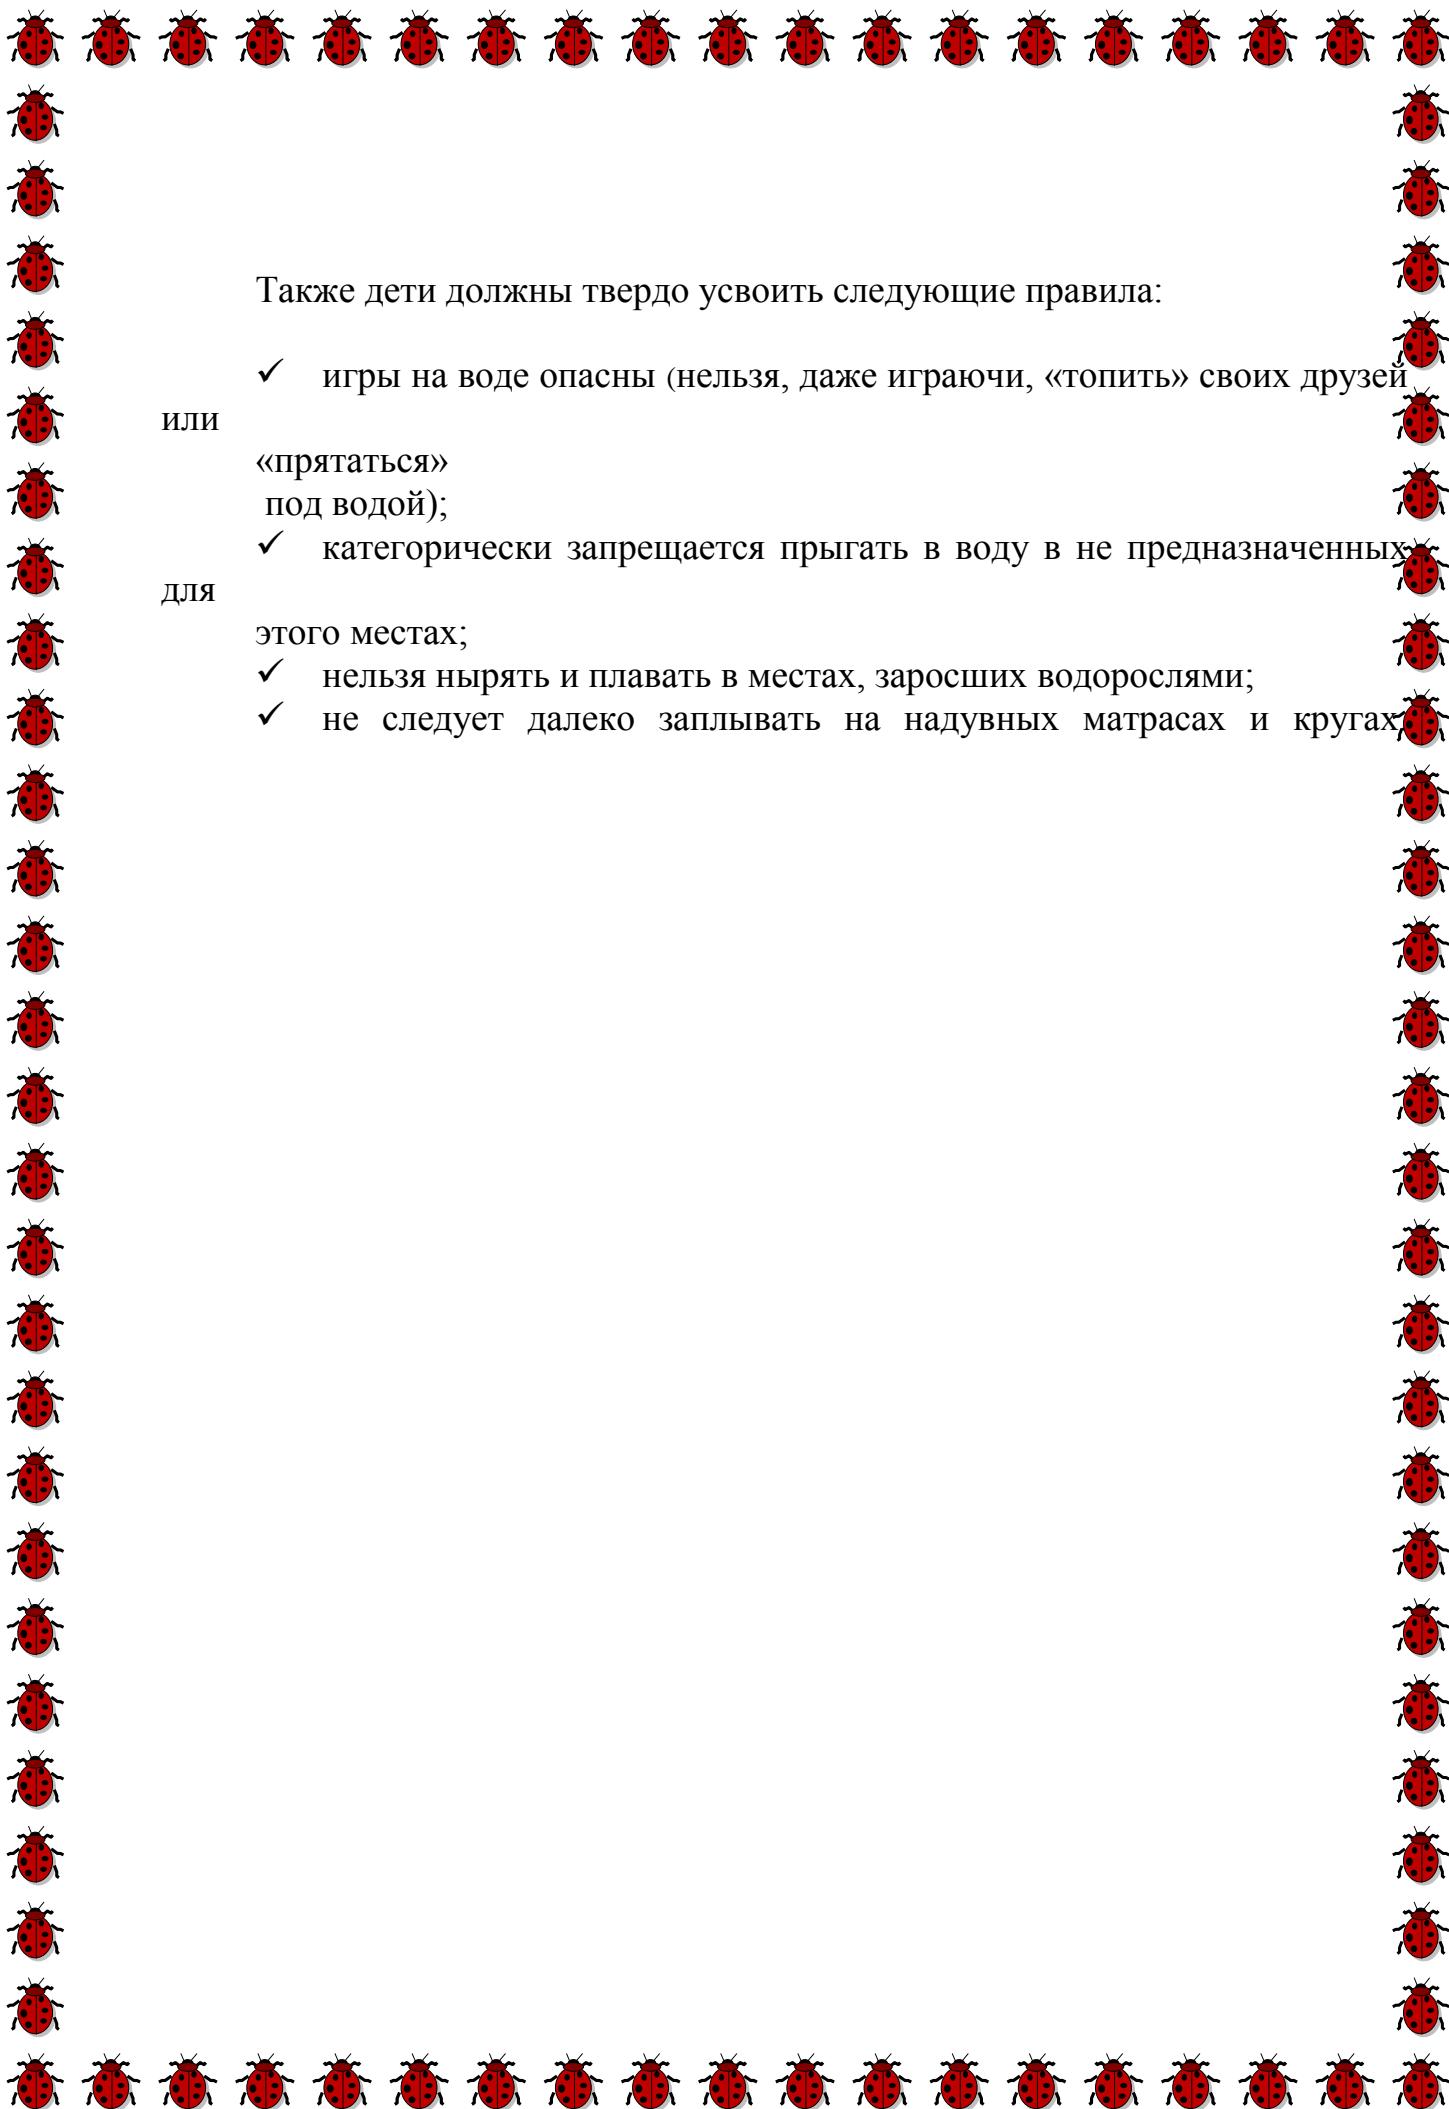 Также дети должны твердо усвоить следующие правила:
✓ игры на воде опасны (нельзя, даже играючи, «топить» своих друзей
или
«прятаться»
под водой);
✓ категорически запрещается прыгать в воду в не предназначенных
для
этого местах;
✓ нельзя нырять и плавать в местах, заросших водорослями;
✓ не следует далеко заплывать на надувных матрасах и кругах